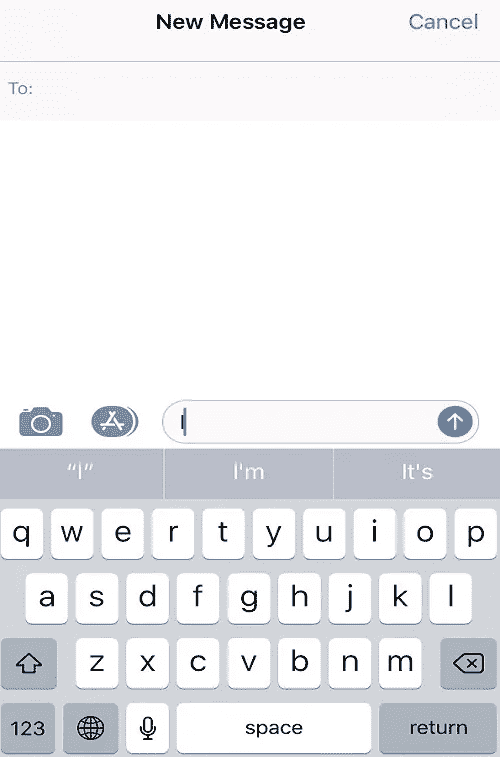 New Message Cancel
To:
I
“I” I'm It's
q w e r t y u i o p
a s d f g h j k l
z x c v b n m
123 space return